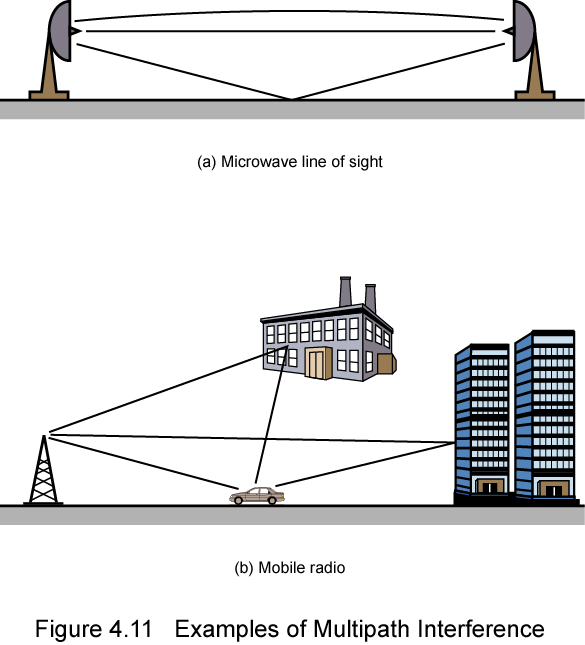 (a) Microwave line of sight
(b) Mobile radio
Figure 4.11 Examples of Multipath Interference